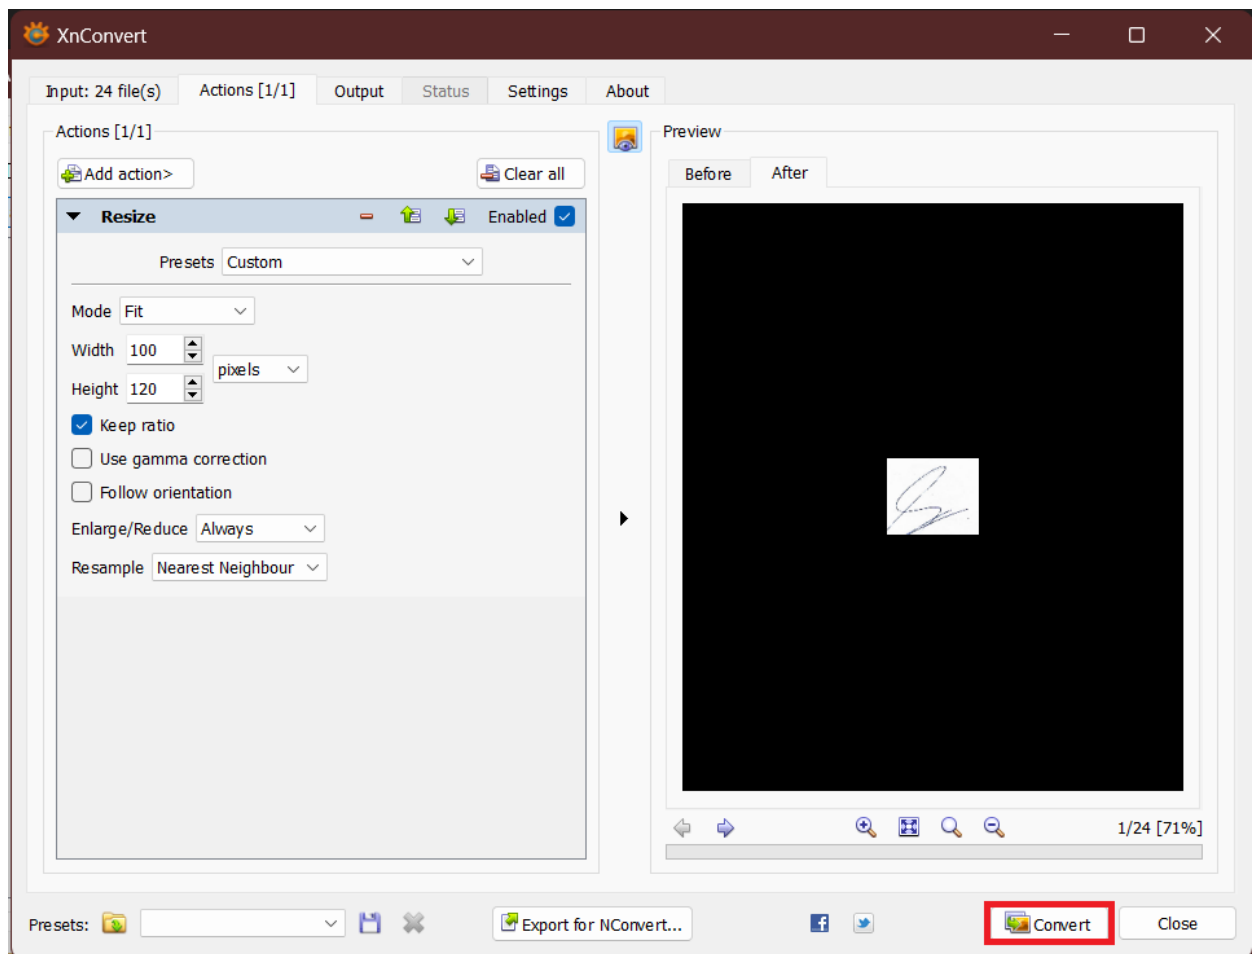 XnConvert
Input: 24 file(s) Actions [1/1] Output Status Settings About
Actions [1/1]
Add action>
Clear all
Resize
Enabled
Presets Custom
Mode Fit
Width 100
pixels
Height 120
Keep ratio
Use gamma correction
Follow orientation
Enlarge/Reduce Always
Resample Nearest Neighbour
Preview
Before After
1/24 [71%]
Presets:
Export for NConvert...
Convert
Close